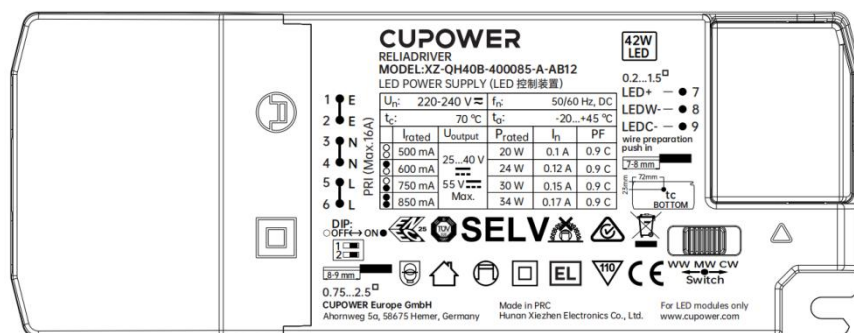 CUPOWER
RELIADRIVER
MODEL:XZ-QH40B-400085-A-AB12
LED POWER SUPPLY (LED 控制装置)
42W
LED
Un: 220-240 V fn: 50/60 Hz, DC
tc: 70 ℃ ta: -20...+45 ℃
Irated Uoutput Prated In PF
500 mA 20 W 0.1 A 0.9 C
600 mA 24 W 0.12 A 0.9 C
750 mA 30 W 0.15 A 0.9 C
850 mA 34 W 0.17 A 0.9 C
25...40 V
55 V
Max.
1 E
2 E
3 N
4 N
5 L
6 L
PRI (Max.16A)
0.2...1.5
LED+ 7
LEDW- 8
LEDC- 9
wire preparation
push in
7-8 mm
72mm
23mm
tc
BOTTOM
DIP:
OFF↔ON
1
2
8-9 mm
0.75...2.5
25
TÜV
SELV
EL
110
CE
WW MW CW
Switch
CUPOWER Europe GmbH
Ahornweg 5a, 58675 Hemer, Germany
Made in PRC
Hunan Xiezhen Electronics Co., Ltd.
For LED modules only
www.cupower.com